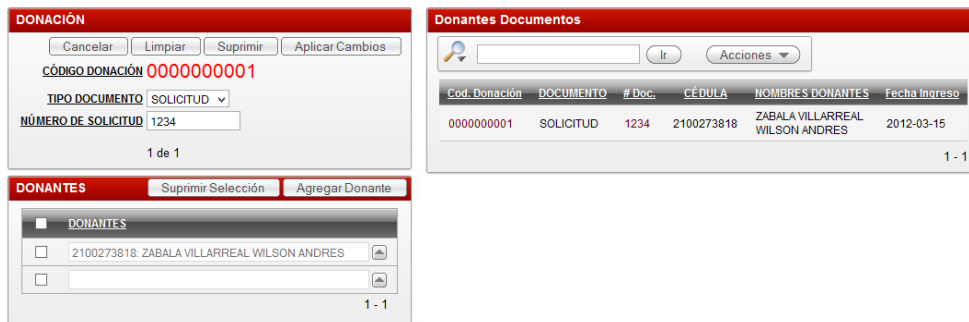 DONACIÓN
Cancelar Limpiar Suprimir Aplicar Cambios
CÓDIGO DONACIÓN 0000000001
TIPO DOCUMENTO SOLICITUD
NÚMERO DE SOLICITUD 1234
1 de 1
DONANTES Suprimir Selección Agregar Donante
DONANTES
2100273818: ZABALA VILLARREAL WILSON ANDRES
1 - 1
Donantes Documentos
Ir Acciones
Cod. Donación DOCUMENTO # Doc. CÉDULA NOMBRES DONANTES Fecha Ingreso
0000000001 SOLICITUD 1234 2100273818 ZABALA VILLARREAL WILSON ANDRES 2012-03-15
1 - 1